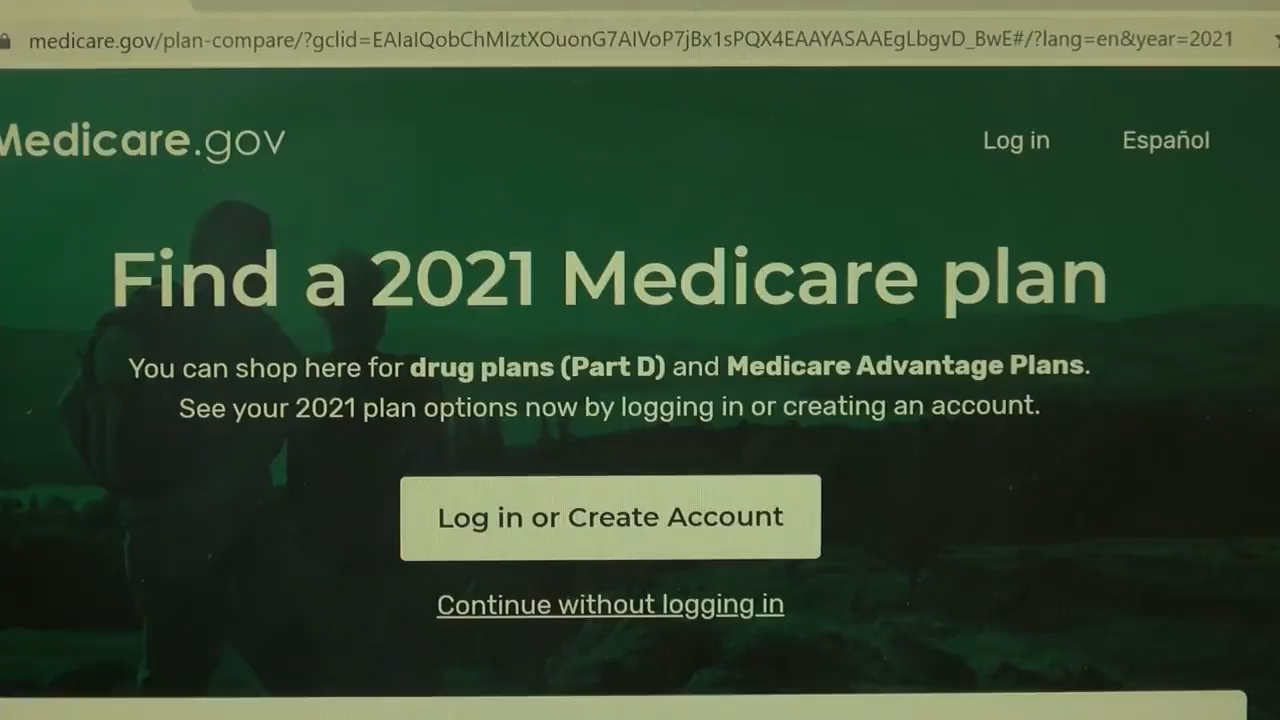 medicare.gov/plan-compare/?gclid=EAIaIQobChMIztXOuonG7AIVoP7jBx1sPQX4EAAYASAAEgLbgvD_BwE#/?lang=en&year=2021
Medicare.gov
Log in
Español
Find a 2021 Medicare plan
You can shop here for drug plans (Part D) and Medicare Advantage Plans.
See your 2021 plan options now by logging in or creating an account.
Log in or Create Account
Continue without logging in